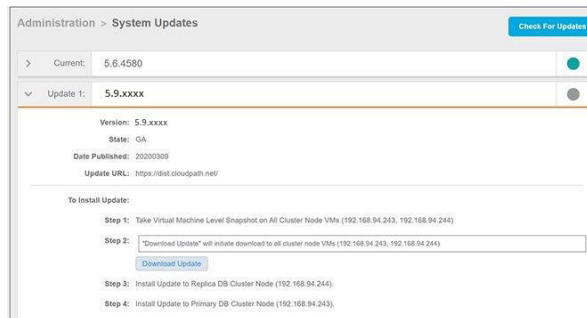 Administration > System Updates
Check For Updates
Current: 5.6.4580
Update 1: 5.9.xxxx
Version: 5.9.xxxx
State: GA
Date Published: 20200309
Update URL: https://dist.cloudpath.net/
To Install Update:
Step 1: Take Virtual Machine Level Snapshot on All Cluster Node VMs (192.168.94.243, 192.168.94.244)
Step 2: "Download Update" will initiate download to all cluster node VMs (192.168.94.243, 192.168.94.244)
Download Update
Step 3: Install Update to Replica DB Cluster Node (192.168.94.244).
Step 4: Install Update to Primary DB Cluster Node (192.168.94.243).